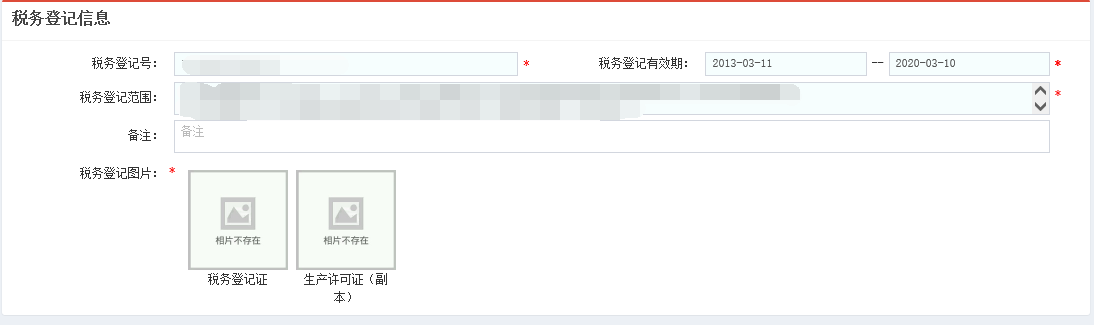 税务登记信息
税务登记号： * 税务登记有效期： 2013-03-11 -- 2020-03-10 *
税务登记范围： *
备注： 备注
税务登记图片： *
相片不存在 相片不存在
税务登记证 生产许可证（副
本）